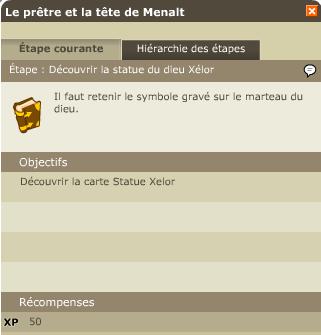 Le prêtre et la tête de Menalt
Étape courante
Hiérarchie des étapes
Étape : Découvrir la statue du dieu Xélor
Il faut retenir le symbole gravé sur le marteau du
dieu.
Objectifs
Découvrir la carte Statue Xelor
Récompenses
XP 50